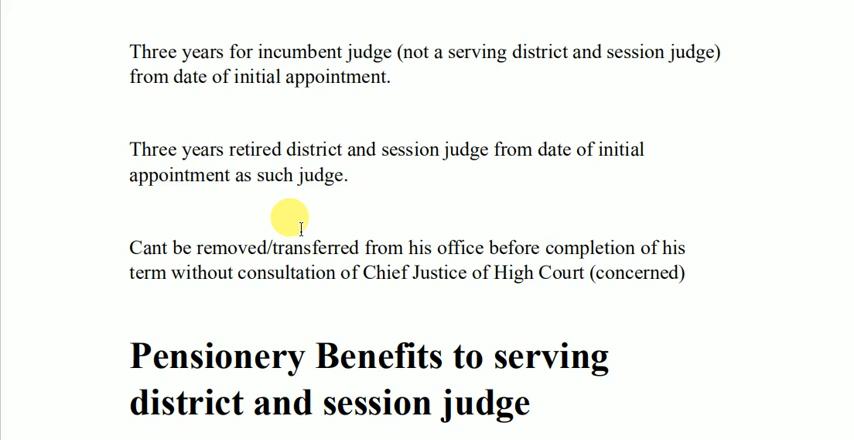 Three years for incumbent judge (not a serving district and session judge)
from date of initial appointment.
Three years retired district and session judge from date of initial
appointment as such judge.
Cant be removed/transferred from his office before completion of his
term without consultation of Chief Justice of High Court (concerned)
Pensionery Benefits to serving
district and session judge